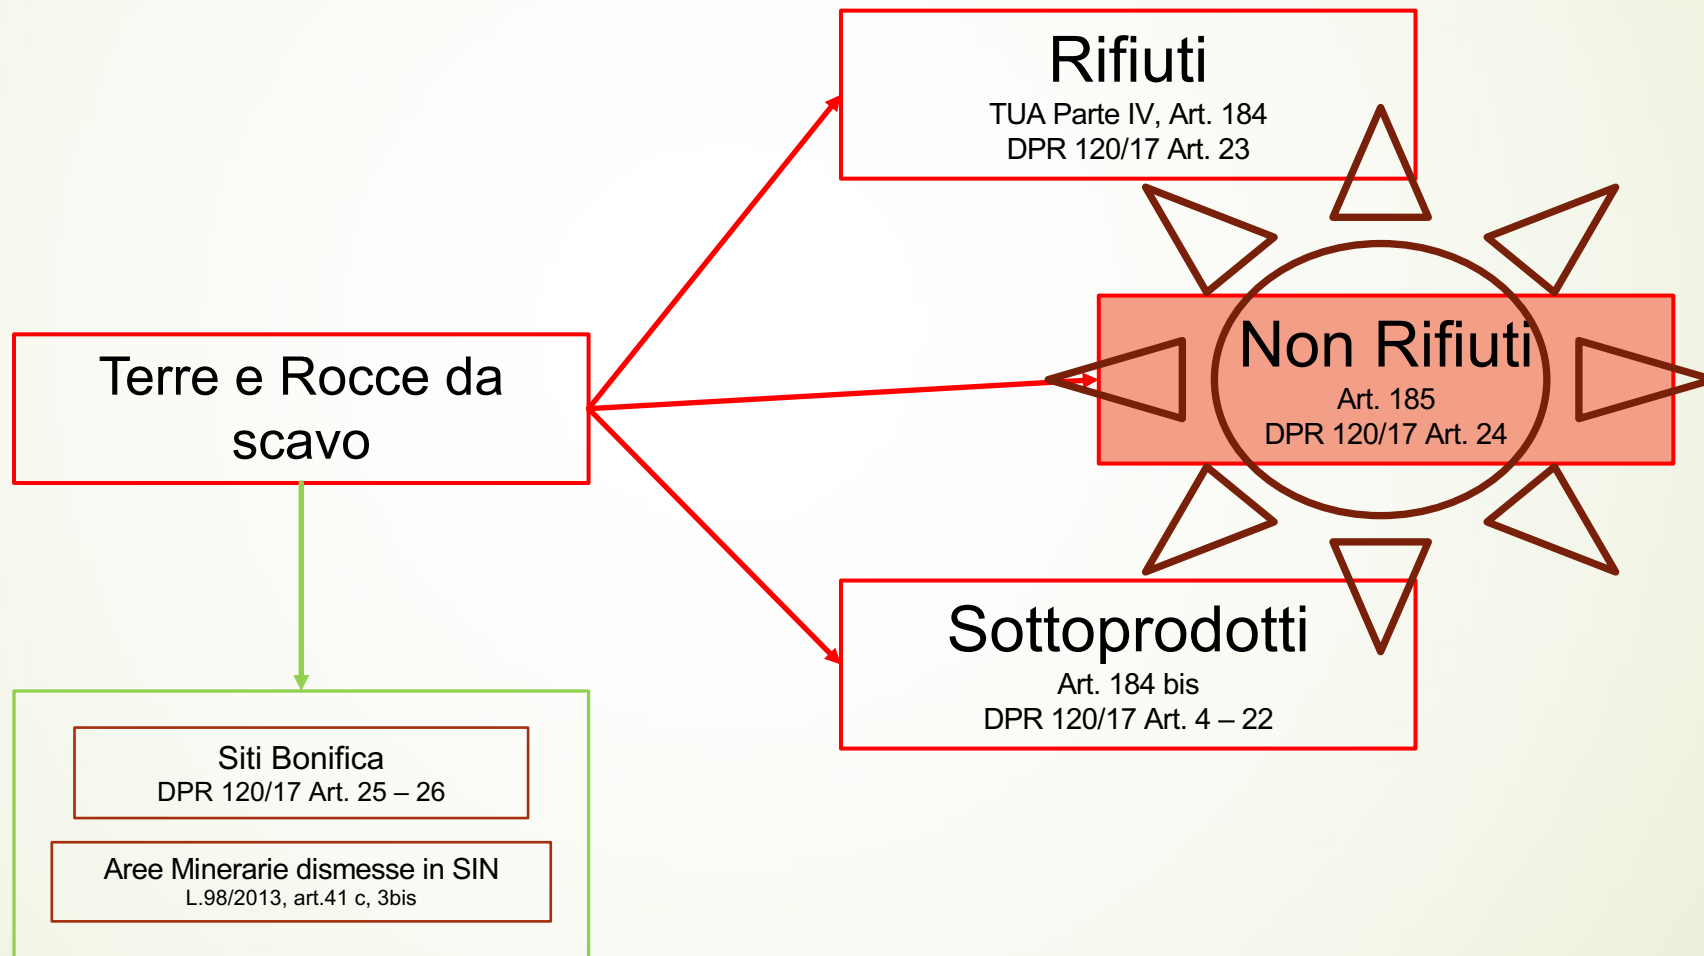 Rifiuti
TUA Parte IV, Art. 184
DPR 120/17 Art. 23
Terre e Rocce da
scavo
Non Rifiuti
Art. 185
DPR 120/17 Art. 24
Sottoprodotti
Art. 184 bis
DPR 120/17 Art. 4 – 22
Siti Bonifica
DPR 120/17 Art. 25 – 26
Aree Minerarie dismesse in SIN
L.98/2013, art.41 c, 3bis